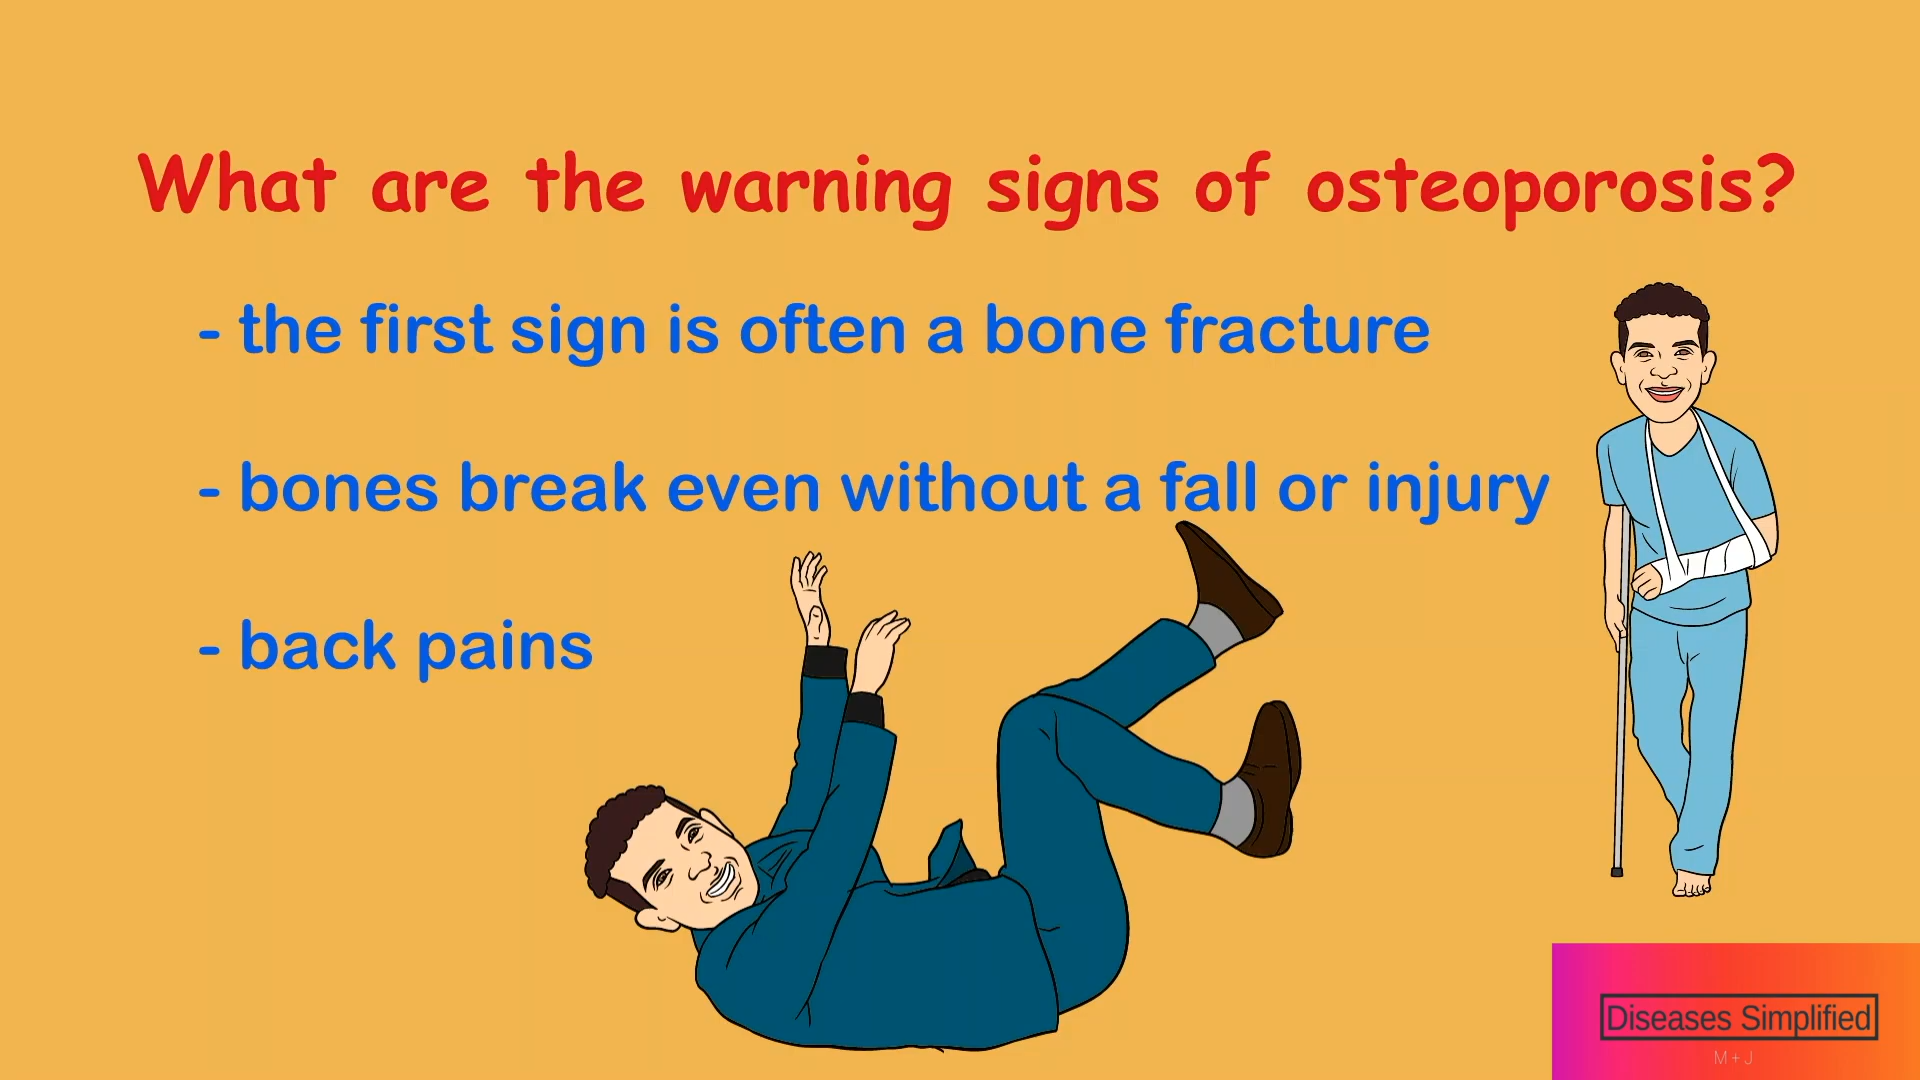 What are the warning signs of osteoporosis?
- the first sign is often a bone fracture
- bones break even without a fall or injury
- back pains
Diseases Simplified
M+J